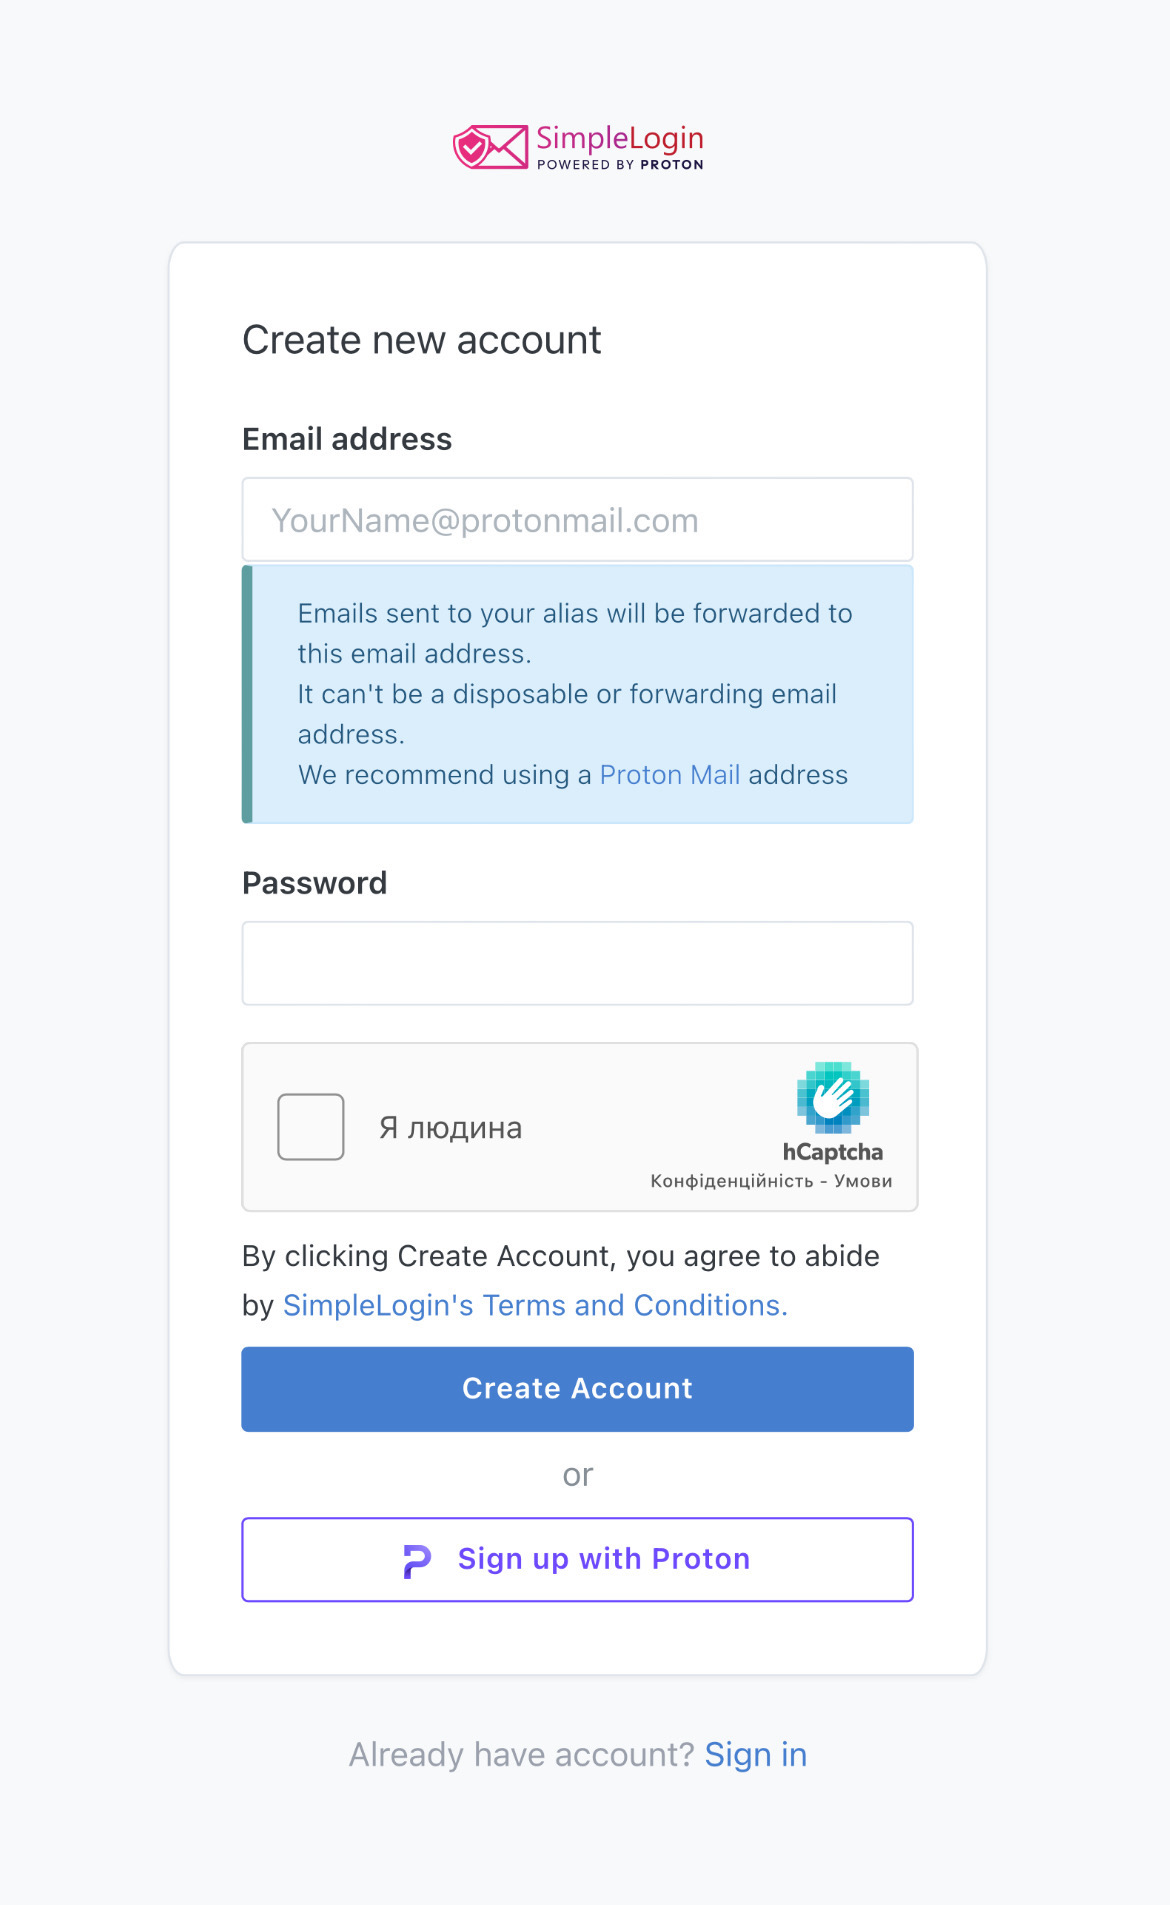 SimpleLogin
POWERED BY PROTON
Create new account
Email address
YourName@protonmail.com
Emails sent to your alias will be forwarded to
this email address.
It can't be a disposable or forwarding email
address.
We recommend using a Proton Mail address
Password
Я людина
hCaptcha
Конфіденційність - Умови
By clicking Create Account, you agree to abide
by SimpleLogin's Terms and Conditions.
Create Account
or
Sign up with Proton
Already have account? Sign in